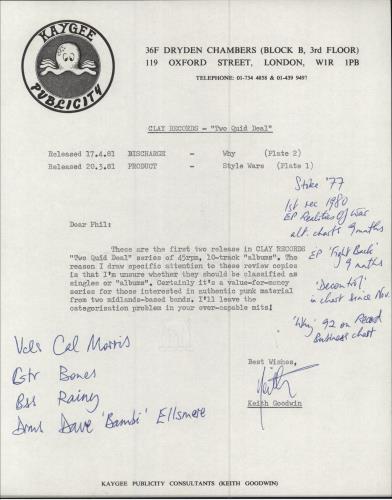 KAYGEE
PUBLICITY
36F DRYDEN CHAMBERS (BLOCK B, 3rd FLOOR)
119 OXFORD STREET, LONDON, W1R 1PB
TELEPHONE: 01-734 4858 & 01-439 9497
CLAY RECORDS - "Two Quid Deal"
Released 17.4.81 DISCHARGE - Why (Plate 2)
Released 20.3.81 PRODUCT - Style Wars (Plate 1)
Stoke '77
1st rec 1980
EP Realities of War
alt. charts 9 mths
EP 'Fight Back'
9 mths
'Decontrol'
in chart since Nov.
'Why' 92 on Record
Business chart
Dear Phil:
These are the first two release in CLAY RECORDS
"Two Quid Deal" series of 45rpm, 10-track "albums". The
reason I draw specific attention to these review copies
is that I'm unsure whether they should be classified as
singles or "albums". Certainly it's a value-for-money
series for those interested in authentic punk material
from two midlands-based bands. I'll leave the
categorisation problem in your ever-capable mits!
Vcls Cal Morris
Gtr Bones
Bss Rainy
Drms Dave 'Bambi' Ellsmere
Best Wishes,
Keith
Keith Goodwin
KAYGEE PUBLICITY CONSULTANTS (KEITH GOODWIN)